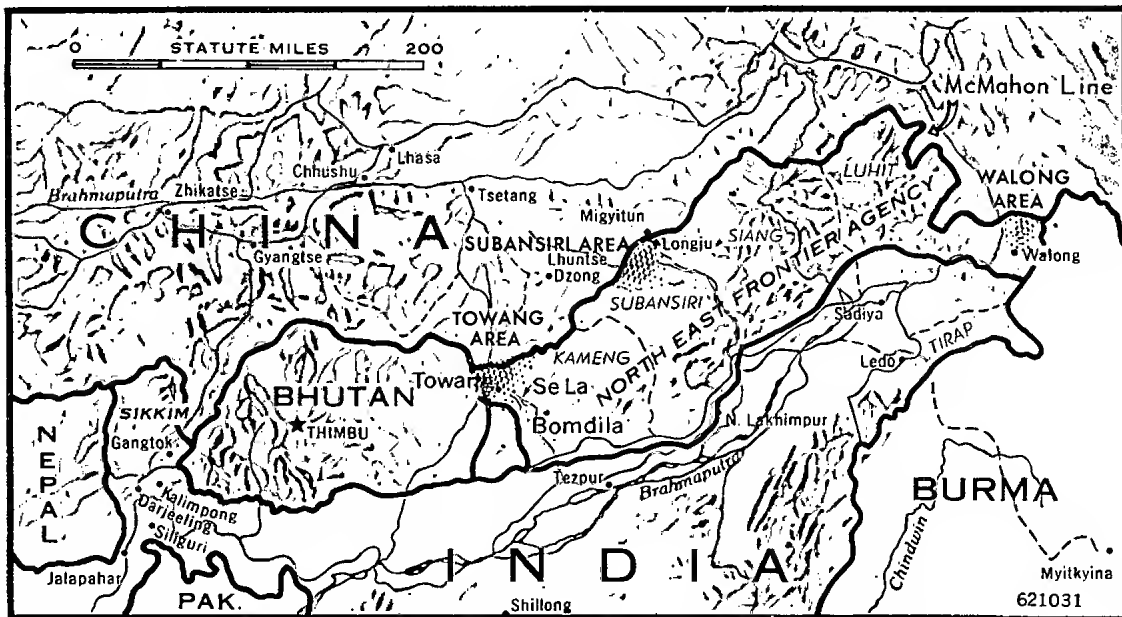 0 STATUTE MILES 200
McMahon Line
Lhasa
Chhushu
LUHIT
Brahmaputra
Zhikatse
Tsetang
WALONG
AREA
Migyitun
CHINA
SUBANSIRI AREA
Longju
SIANG
Lhuntse
Dzong
Gyangtse
Walong
SUBANSIRI
NORTH EAST FRONTIER AGENCY
Sadiya
TOWANG
AREA
TIRAP
KAMENG
Ledo
Towang
Se La
BHUTAN
SIKKIM
Bomdila
N. Lakhimpur
THIMBU
NEPAL
Gangtok
Tezpur
Brahmaputra
BURMA
Kalimpong
Darjeeling
Siliguri
INDIA
Chindwin
Jalapahar
Myitkyina
PAK.
Shillong
621031